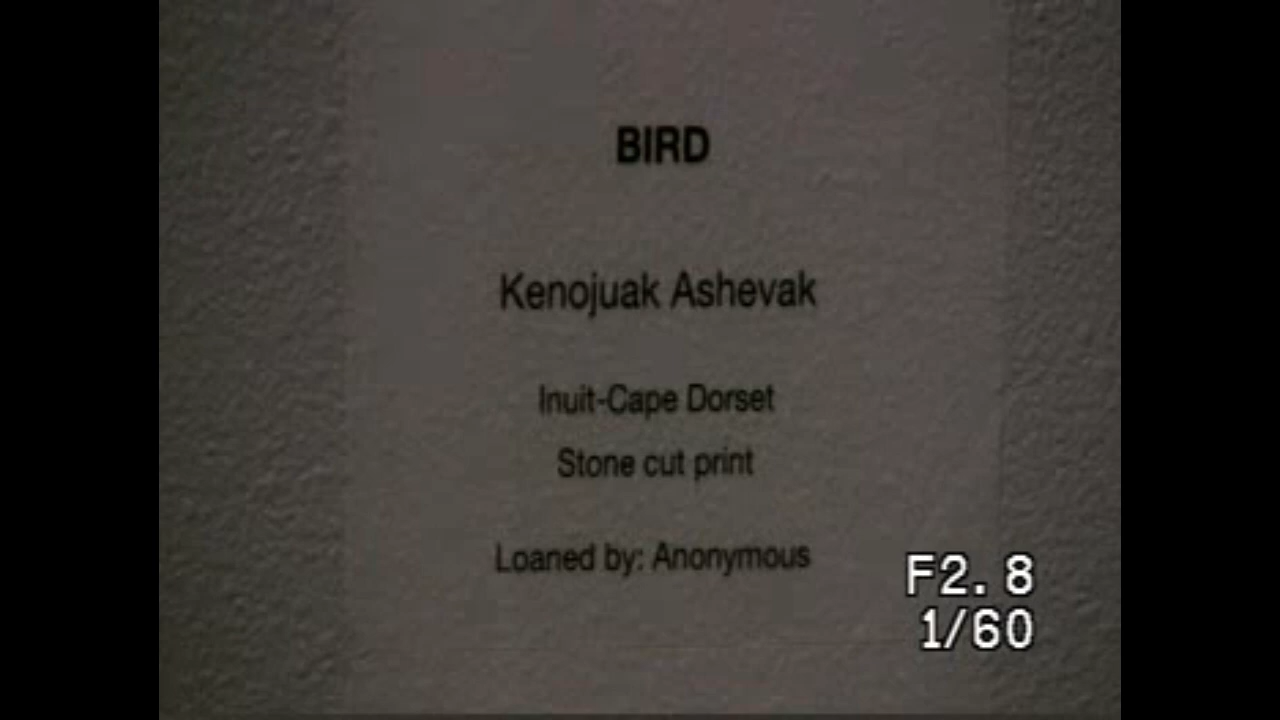 BIRD
Kenojuak Ashevak
Inuit-Cape Dorset
Stone cut print
Loaned by: Anonymous
F2.8
1/60